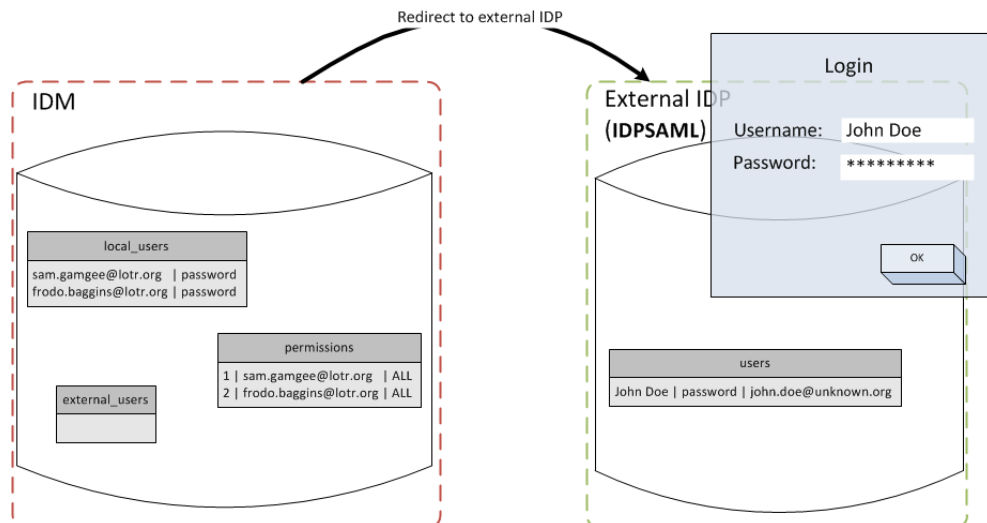 Redirect to external IDP
IDM
local_users
sam.gamgee@lotr.org | password
frodo.baggins@lotr.org | password
permissions
1 | sam.gamgee@lotr.org | ALL
2 | frodo.baggins@lotr.org | ALL
external_users
External IDP
(IDPSAML)
Login
Username: John Doe
Password: *********
OK
users
John Doe | password | john.doe@unknown.org